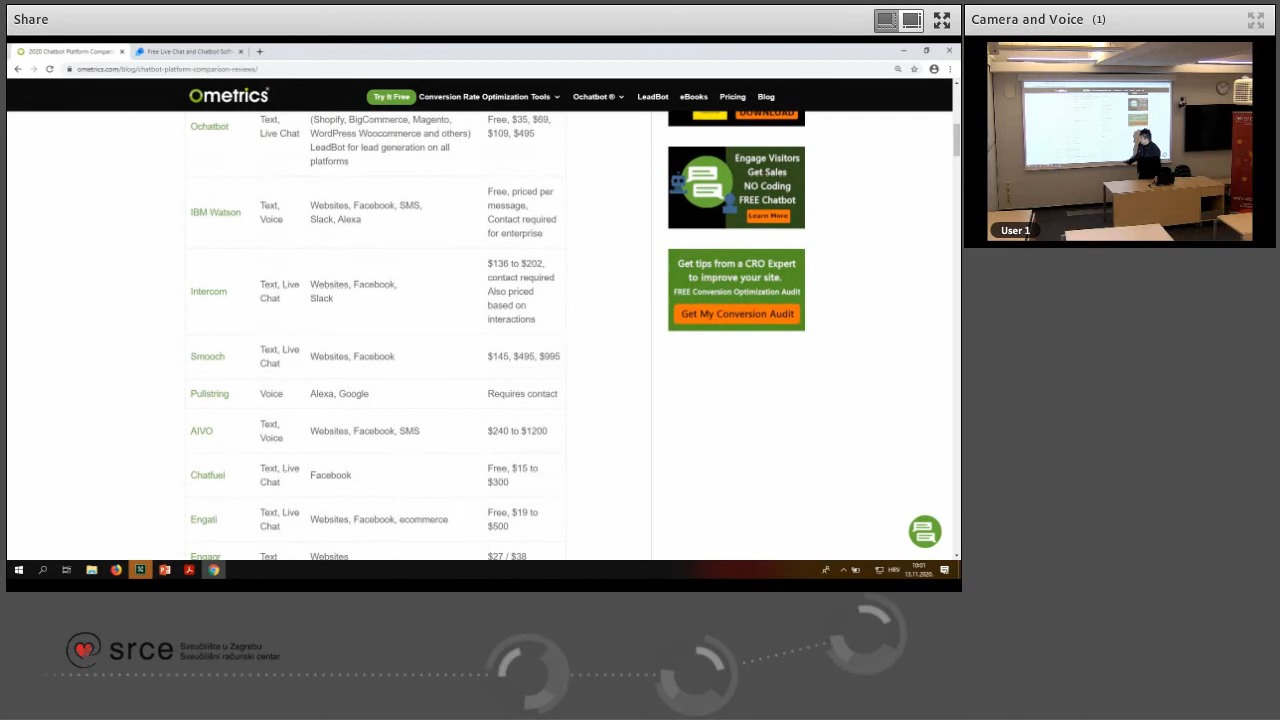 Share
Camera and Voice (1)
2020 Chatbot Platform Compari
Free Live Chat and Chatbot Soft
ometrics.com/blog/chatbot-platform-comparison-reviews/
Ometrics
Try It Free
Conversion Rate Optimization Tools
Ochatbot ®
LeadBot
eBooks
Pricing
Blog
Ochatbot
Text,
Live Chat
(Shopify, BigCommerce, Magento,
WordPress Woocommerce and others)
LeadBot for lead generation on all
platforms
Free, $35, $69,
$109, $495
IBM Watson
Text,
Voice
Websites, Facebook, SMS,
Slack, Alexa
Free, priced per
message,
Contact required
for enterprise
Intercom
Text, Live
Chat
Websites, Facebook,
Slack
$136 to $202,
contact required
Also priced
based on
interactions
Smooch
Text, Live
Chat
Websites, Facebook
$145, $495, $995
Pullstring
Voice
Alexa, Google
Requires contact
AIVO
Text,
Voice
Websites, Facebook, SMS
$240 to $1200
Chatfuel
Text, Live
Chat
Facebook
Free, $15 to
$300
Engati
Text, Live
Chat
Websites, Facebook, ecommerce
Free, $19 to
$500
Engagr
Text
Websites
$27 / $38
DOWNLOAD
Engage Visitors
Get Sales
NO Coding
FREE Chatbot
Learn More
Get tips from a CRO Expert
to improve your site.
FREE Conversion Optimization Audit
Get My Conversion Audit
HRV
10:01
13.11.2020.
User 1
srce
Sveučilište u Zagrebu
Sveučilišni računski centar